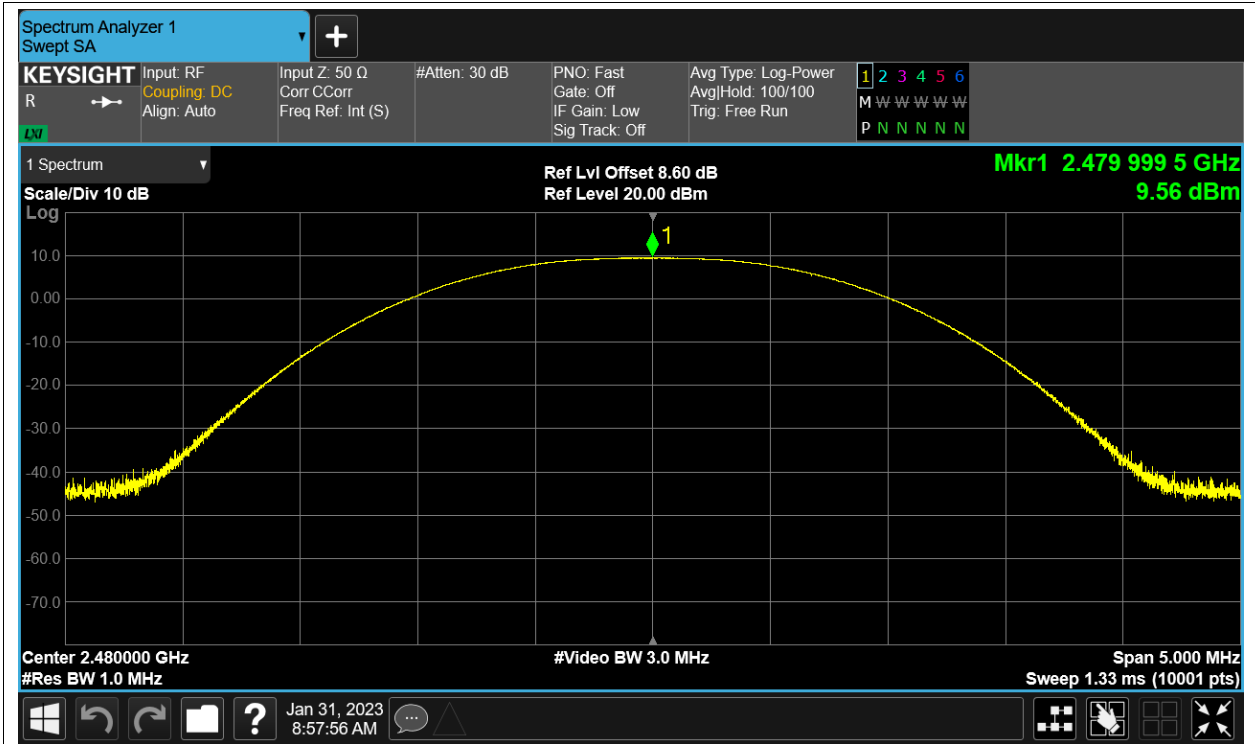 Spectrum Analyzer 1
Swept SA
KEYSIGHT
R
LXI
Input: RF
Coupling: DC
Align: Auto
Input Z: 50 Ω
Corr CCorr
Freq Ref: Int (S)
#Atten: 30 dB
PNO: Fast
Gate: Off
IF Gain: Low
Sig Track: Off
Avg Type: Log-Power
Avg|Hold: 100/100
Trig: Free Run
1 2 3 4 5 6
M W W W W W
P N N N N N
1 Spectrum
Scale/Div 10 dB
Log
Ref Lvl Offset 8.60 dB
Ref Level 20.00 dBm
Mkr1 2.479 999 5 GHz
9.56 dBm
1
10.0
0.00
-10.0
-20.0
-30.0
-40.0
-50.0
-60.0
-70.0
Center 2.480000 GHz
#Res BW 1.0 MHz
#Video BW 3.0 MHz
Span 5.000 MHz
Sweep 1.33 ms (10001 pts)
?
Jan 31, 2023
8:57:56 AM